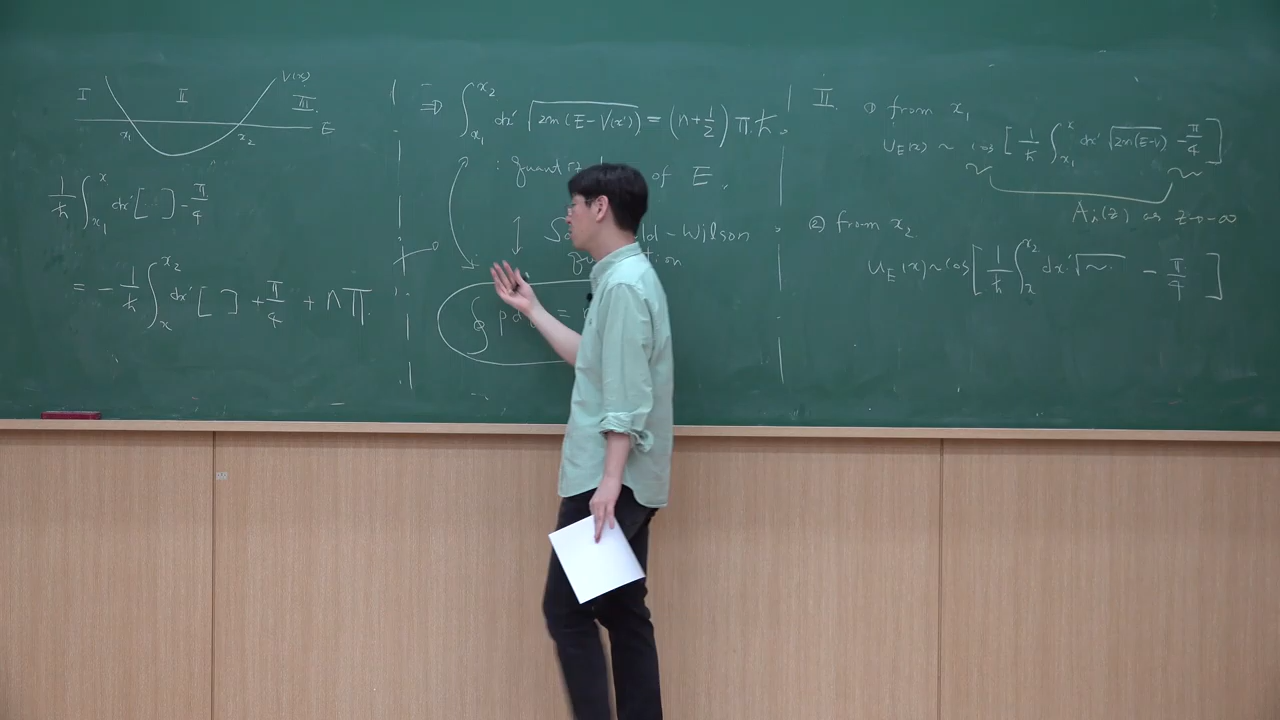 I II III V(x)
x₁ x₂ E
1/ħ ∫_{x₁}^{x} dx' [ ... ] - π/4
= - 1/ħ ∫_{x}^{x₂} dx' [ ] + π/4 + nπ.
⇒ ∫_{x₁}^{x₂} dx' √(2m(E-V(x'))) = (n+1/2) π.ħ.
: of E.
↕ - Wilson
∮ p =
II. ① from x₁
u_E(x) ~ cos [ 1/ħ ∫_{x₁}^{x} dx' √(2m(E-V)) - π/4 ]
A_i(z) as z→-∞
② from x₂
u_E(x) ~ cos [ 1/ħ ∫_{x}^{x₂} dx' √~.. - π/4 ]